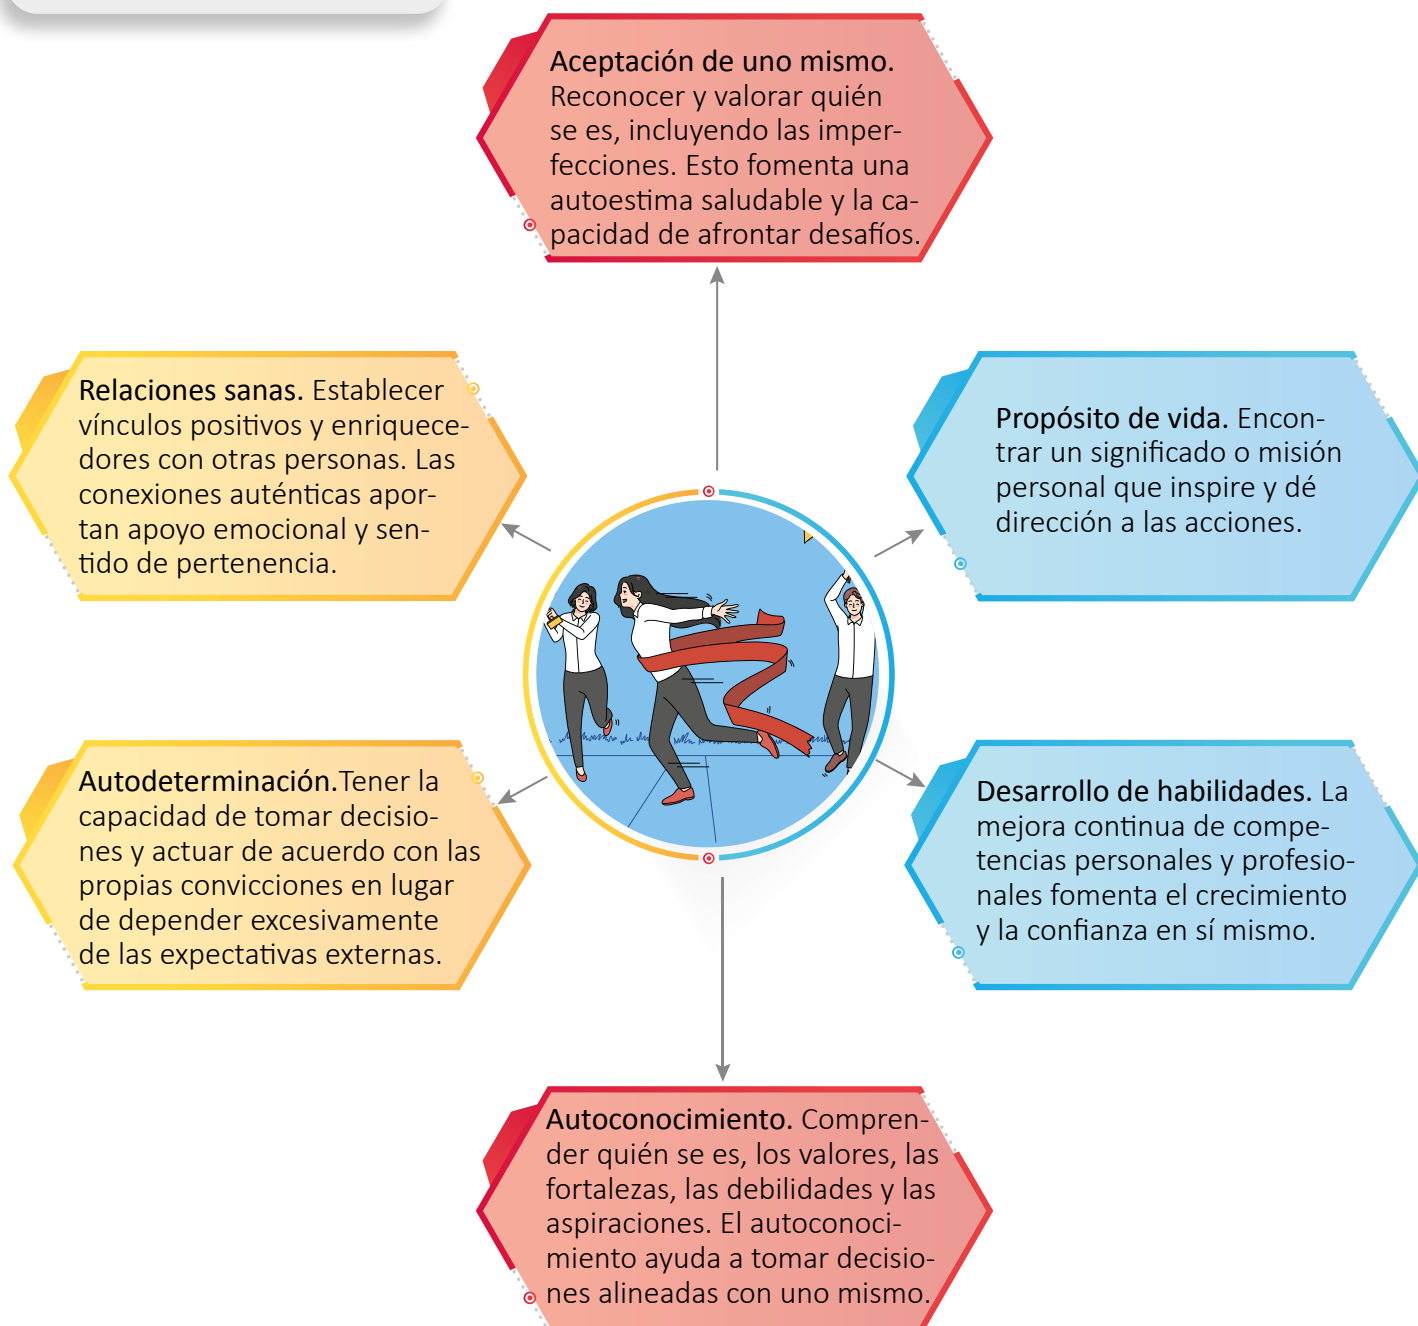 Aceptación de uno mismo.
Reconocer y valorar quién
se es, incluyendo las imper-
fecciones. Esto fomenta una
autoestima saludable y la ca-
pacidad de afrontar desafíos.
Relaciones sanas. Establecer
vínculos positivos y enriquece-
dores con otras personas. Las
conexiones auténticas apor-
tan apoyo emocional y sen-
tido de pertenencia.
Propósito de vida. Encon-
trar un significado o misión
personal que inspire y dé
dirección a las acciones.
Autodeterminación.Tener la
capacidad de tomar decisio-
nes y actuar de acuerdo con las
propias convicciones en lugar
de depender excesivamente
de las expectativas externas.
Desarrollo de habilidades. La
mejora continua de compe-
tencias personales y profesio-
nales fomenta el crecimiento
y la confianza en sí mismo.
Autoconocimiento. Compren-
der quién se es, los valores, las
fortalezas, las debilidades y las
aspiraciones. El autoconoci-
miento ayuda a tomar decisio-
nes alineadas con uno mismo.